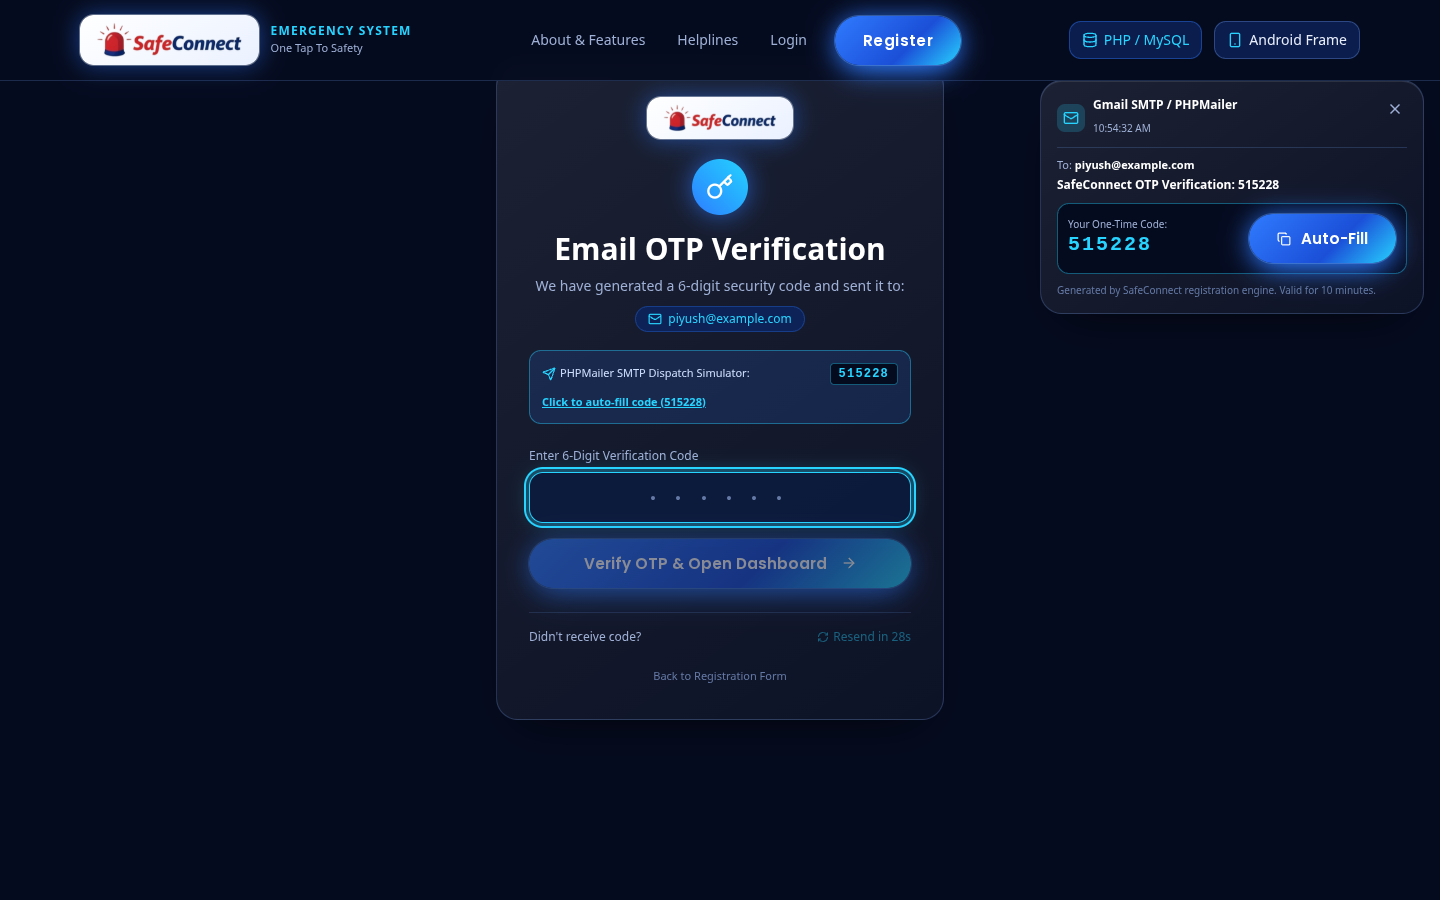 SafeConnect
EMERGENCY SYSTEM
One Tap To Safety
About & Features
Helplines
Login
Register
PHP / MySQL
Android Frame
SafeConnect
Email OTP Verification
We have generated a 6-digit security code and sent it to:
piyush@example.com
PHPMailer SMTP Dispatch Simulator:
515228
Click to auto-fill code (515228)
Enter 6-Digit Verification Code
Verify OTP & Open Dashboard
Didn't receive code?
Resend in 28s
Back to Registration Form
Gmail SMTP / PHPMailer
10:54:32 AM
To: piyush@example.com
SafeConnect OTP Verification: 515228
Your One-Time Code:
515228
Auto-Fill
Generated by SafeConnect registration engine. Valid for 10 minutes.